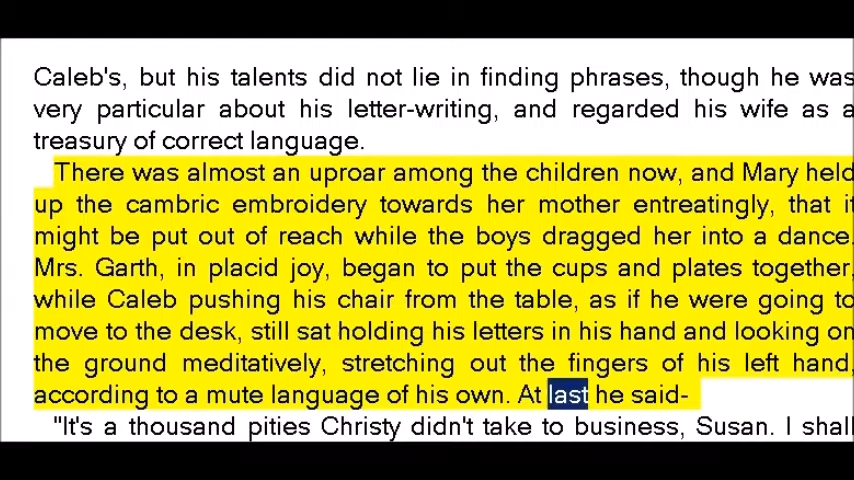 Caleb's, but his talents did not lie in finding phrases, though he was
very particular about his letter-writing, and regarded his wife as a
treasury of correct language.
There was almost an uproar among the children now, and Mary held
up the cambric embroidery towards her mother entreatingly, that it
might be put out of reach while the boys dragged her into a dance.
Mrs. Garth, in placid joy, began to put the cups and plates together,
while Caleb pushing his chair from the table, as if he were going to
move to the desk, still sat holding his letters in his hand and looking on
the ground meditatively, stretching out the fingers of his left hand,
according to a mute language of his own. At last he said-
"It's a thousand pities Christy didn't take to business, Susan. I shall